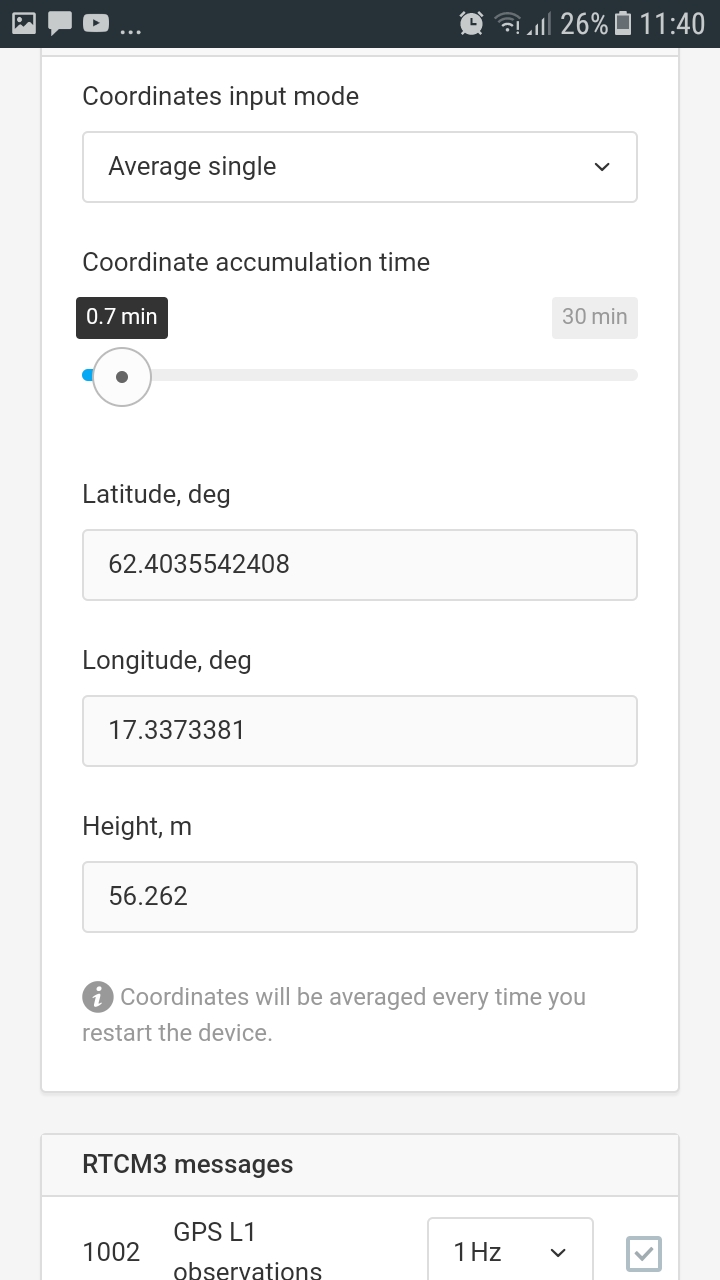 ... 26% 11:40
Coordinates input mode
Average single
Coordinate accumulation time
0.7 min 30 min
Latitude, deg
62.4035542408
Longitude, deg
17.3373381
Height, m
56.262
Coordinates will be averaged every time you
restart the device.
RTCM3 messages
GPS L1
1002 1 Hz
observations